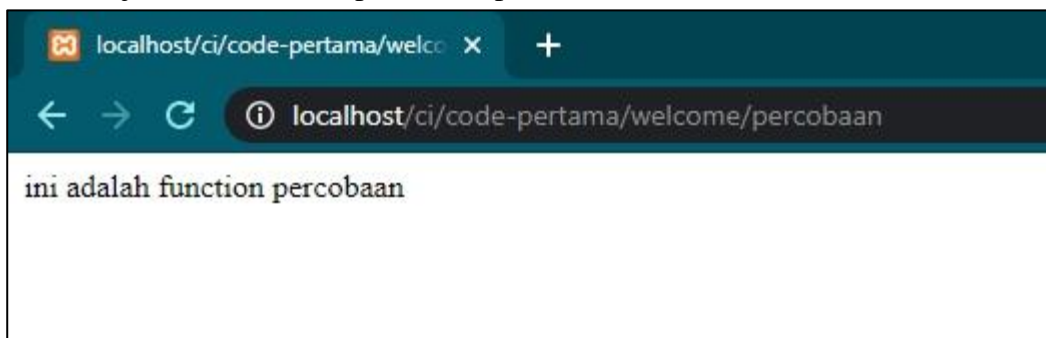 localhost/ci/code-pertama/welco
localhost/ci/code-pertama/welcome/percobaan
ini adalah function percobaan